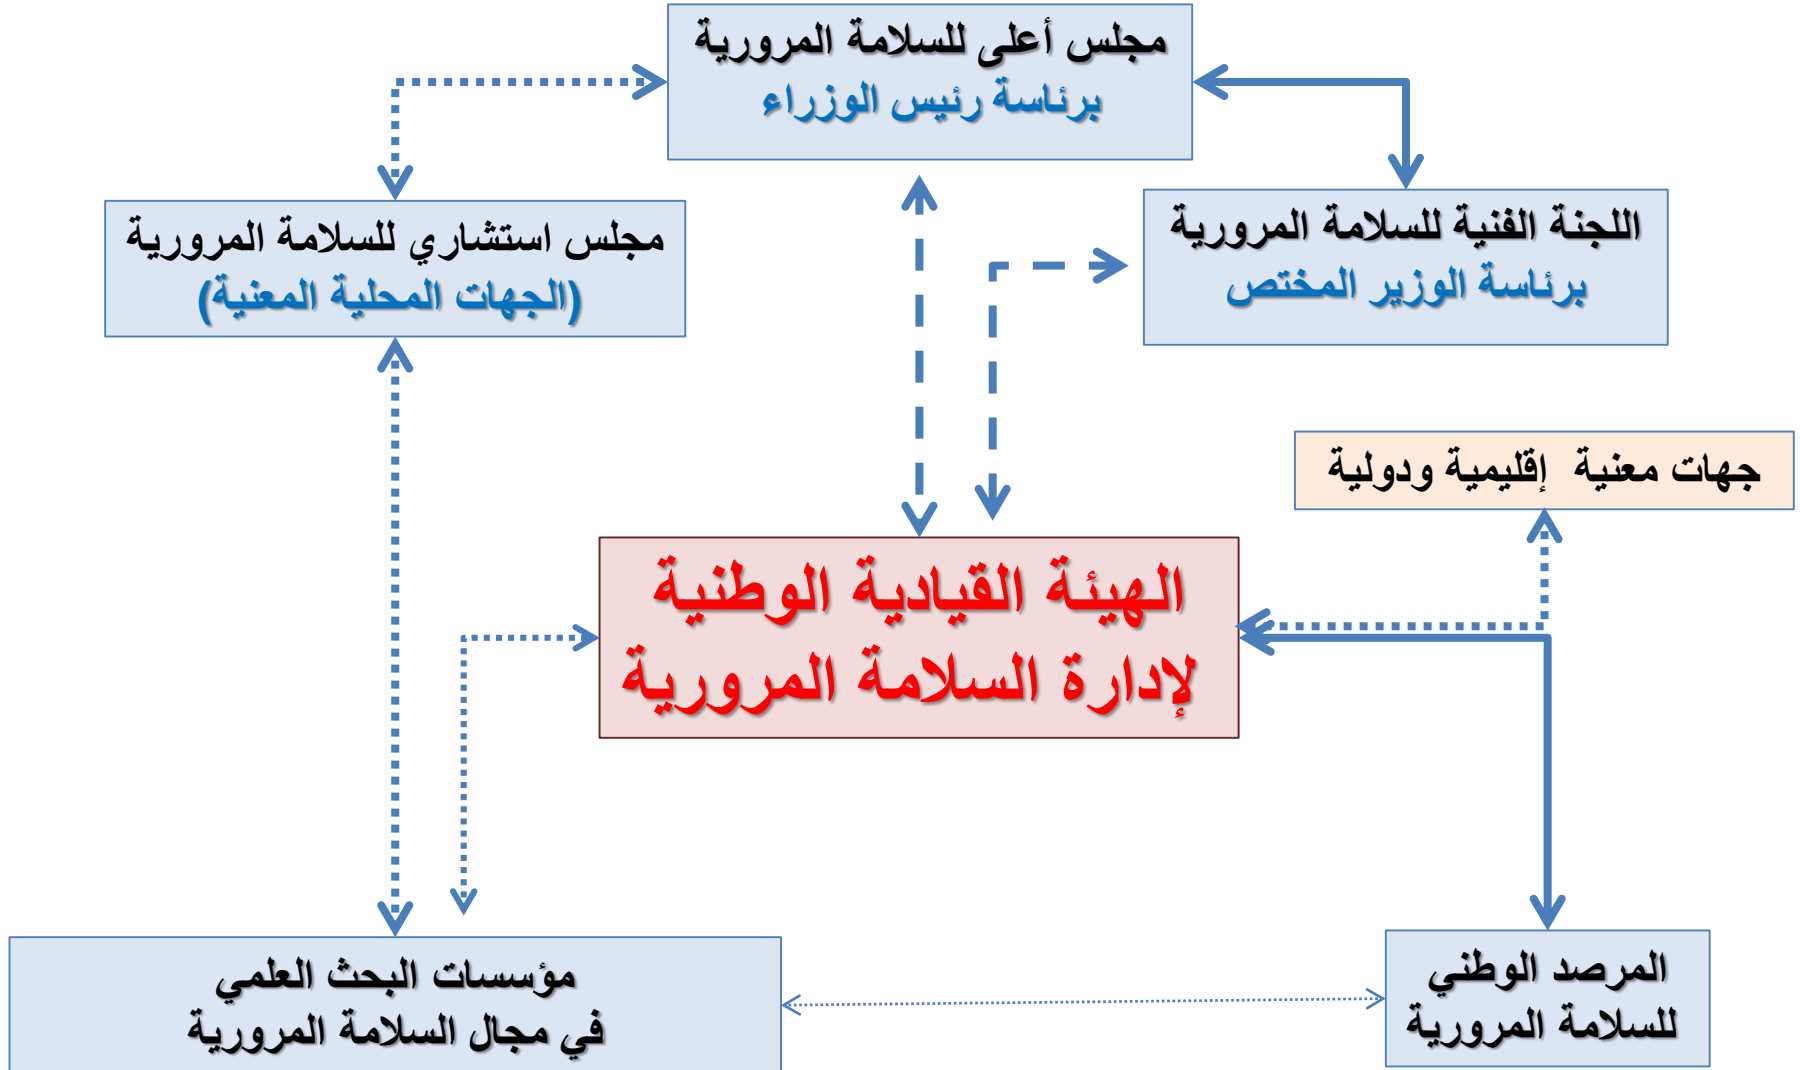 مجلس أعلى للسلامة المرورية
برئاسة رئيس الوزراء
اللجنة الفنية للسلامة المرورية
برئاسة الوزير المختص
مجلس استشاري للسلامة المرورية
(الجهات المحلية المعنية)
جهات معنية إقليمية ودولية
الهيئة القيادية الوطنية
لإدارة السلامة المرورية
المرصد الوطني
للسلامة المرورية
مؤسسات البحث العلمي
في مجال السلامة المرورية